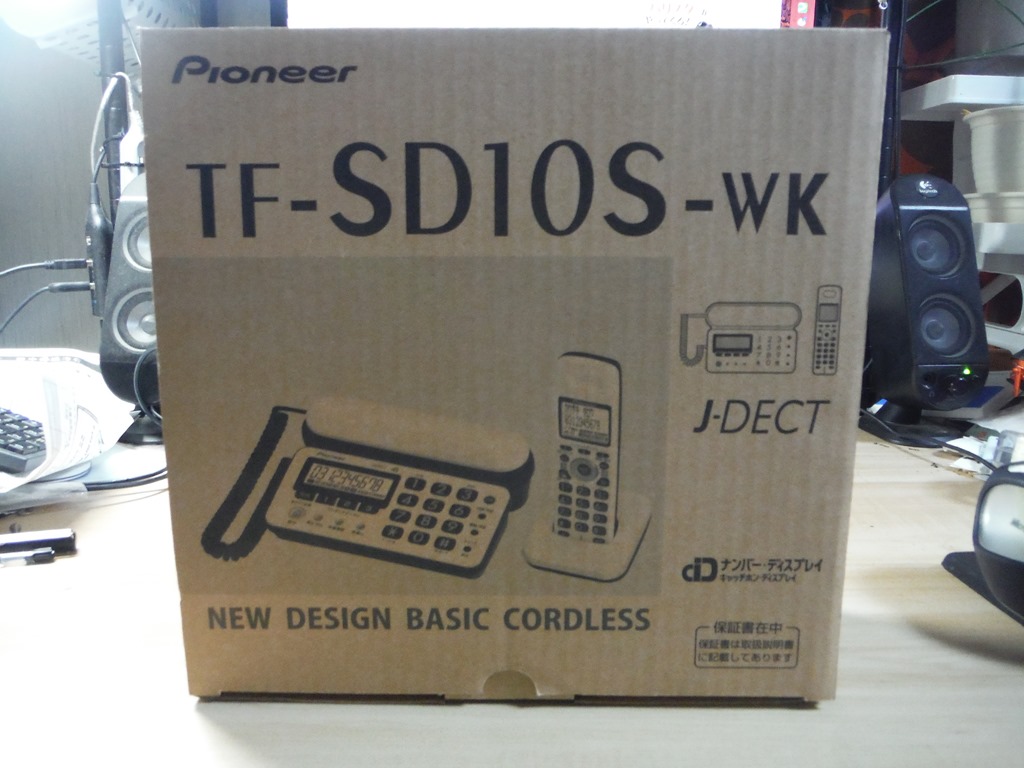 Pioneer
TF-SD10S-WK
J-DECT
ナンバー・ディスプレイ
キャッチホン・ディスプレイ
NEW DESIGN BASIC CORDLESS
保証書在中
保証書は取扱説明書
に記載してあります